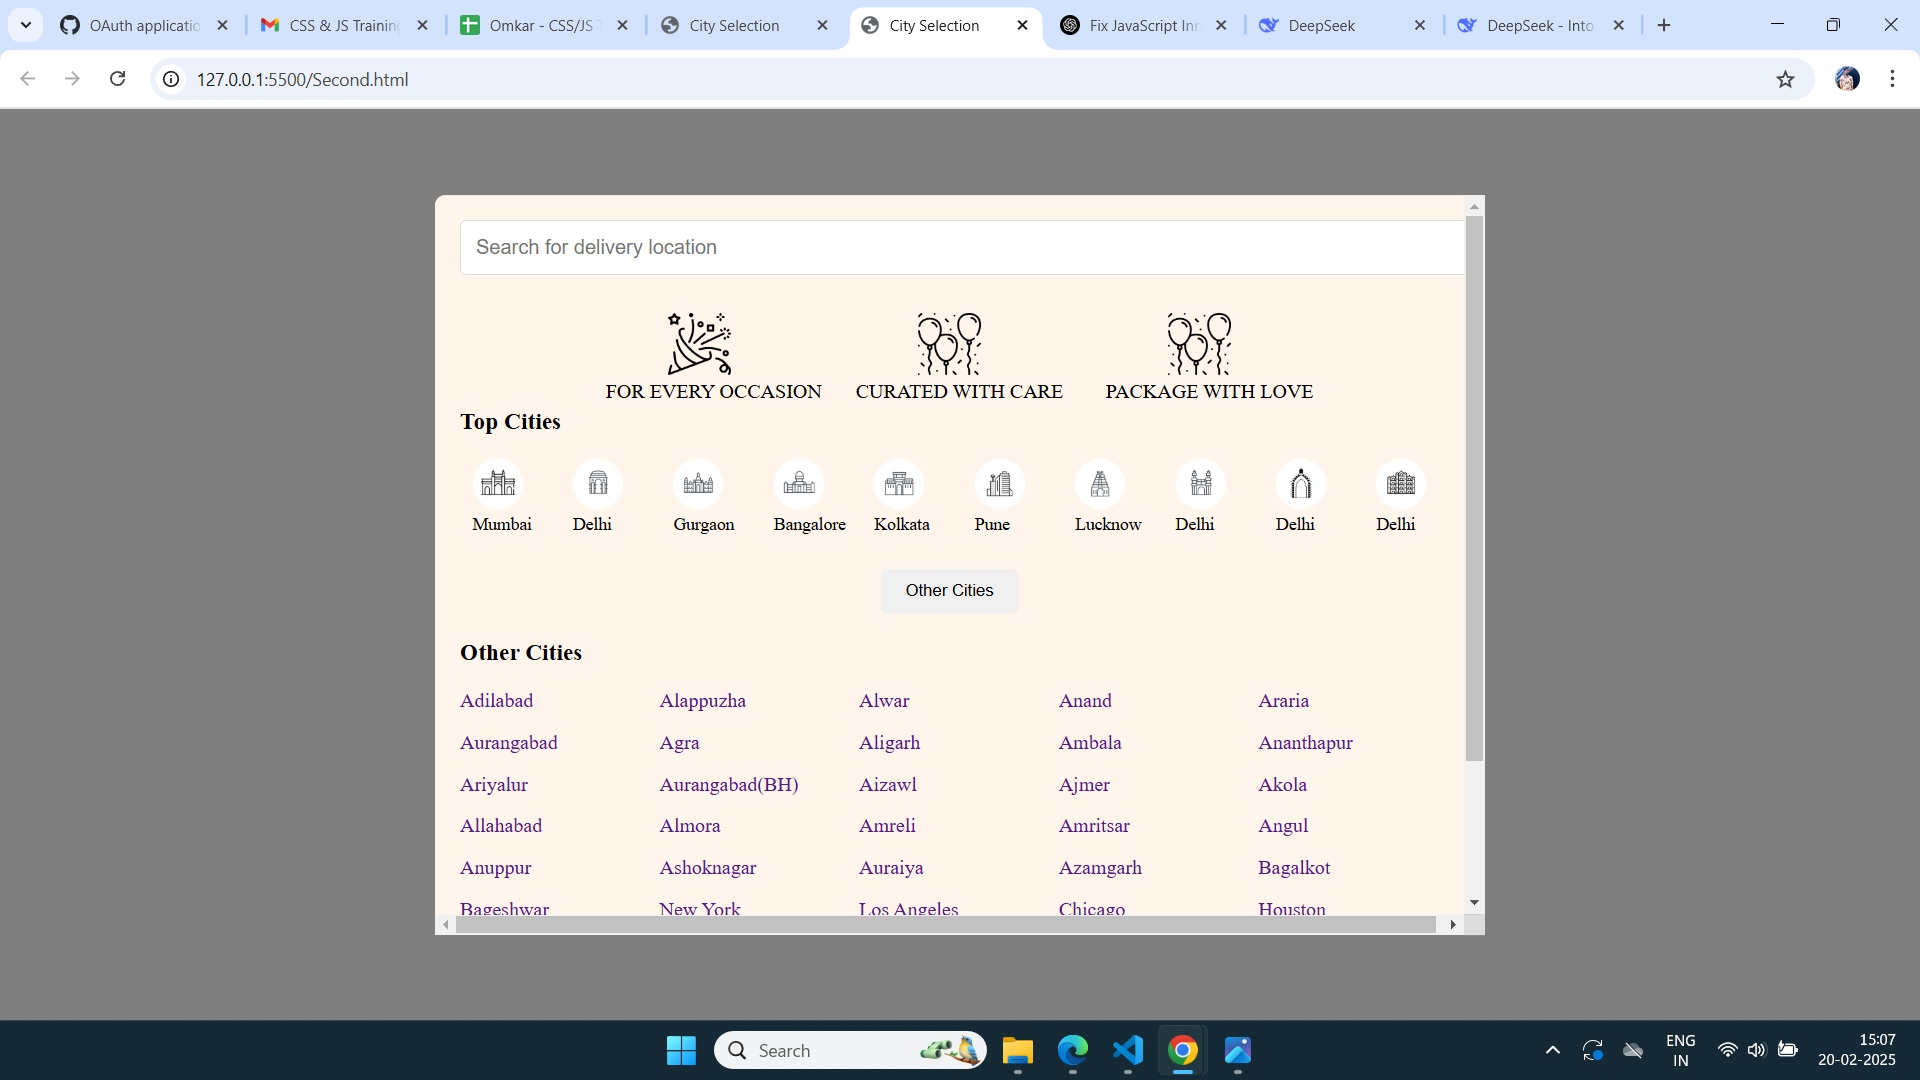 OAuth applicatio
CSS & JS Training
Omkar - CSS/JS T
City Selection
City Selection
Fix JavaScript Inn
DeepSeek
DeepSeek - Into
127.0.0.1:5500/Second.html
Search for delivery location
FOR EVERY OCCASION CURATED WITH CARE PACKAGE WITH LOVE
Top Cities
Mumbai Delhi Gurgaon Bangalore Kolkata Pune Lucknow Delhi Delhi Delhi
Other Cities
Other Cities
Adilabad Alappuzha Alwar Anand Araria
Aurangabad Agra Aligarh Ambala Ananthapur
Ariyalur Aurangabad(BH) Aizawl Ajmer Akola
Allahabad Almora Amreli Amritsar Angul
Anuppur Ashoknagar Auraiya Azamgarh Bagalkot
Bageshwar New York Los Angeles Chicago Houston
Search
ENG
IN
15:07
20-02-2025